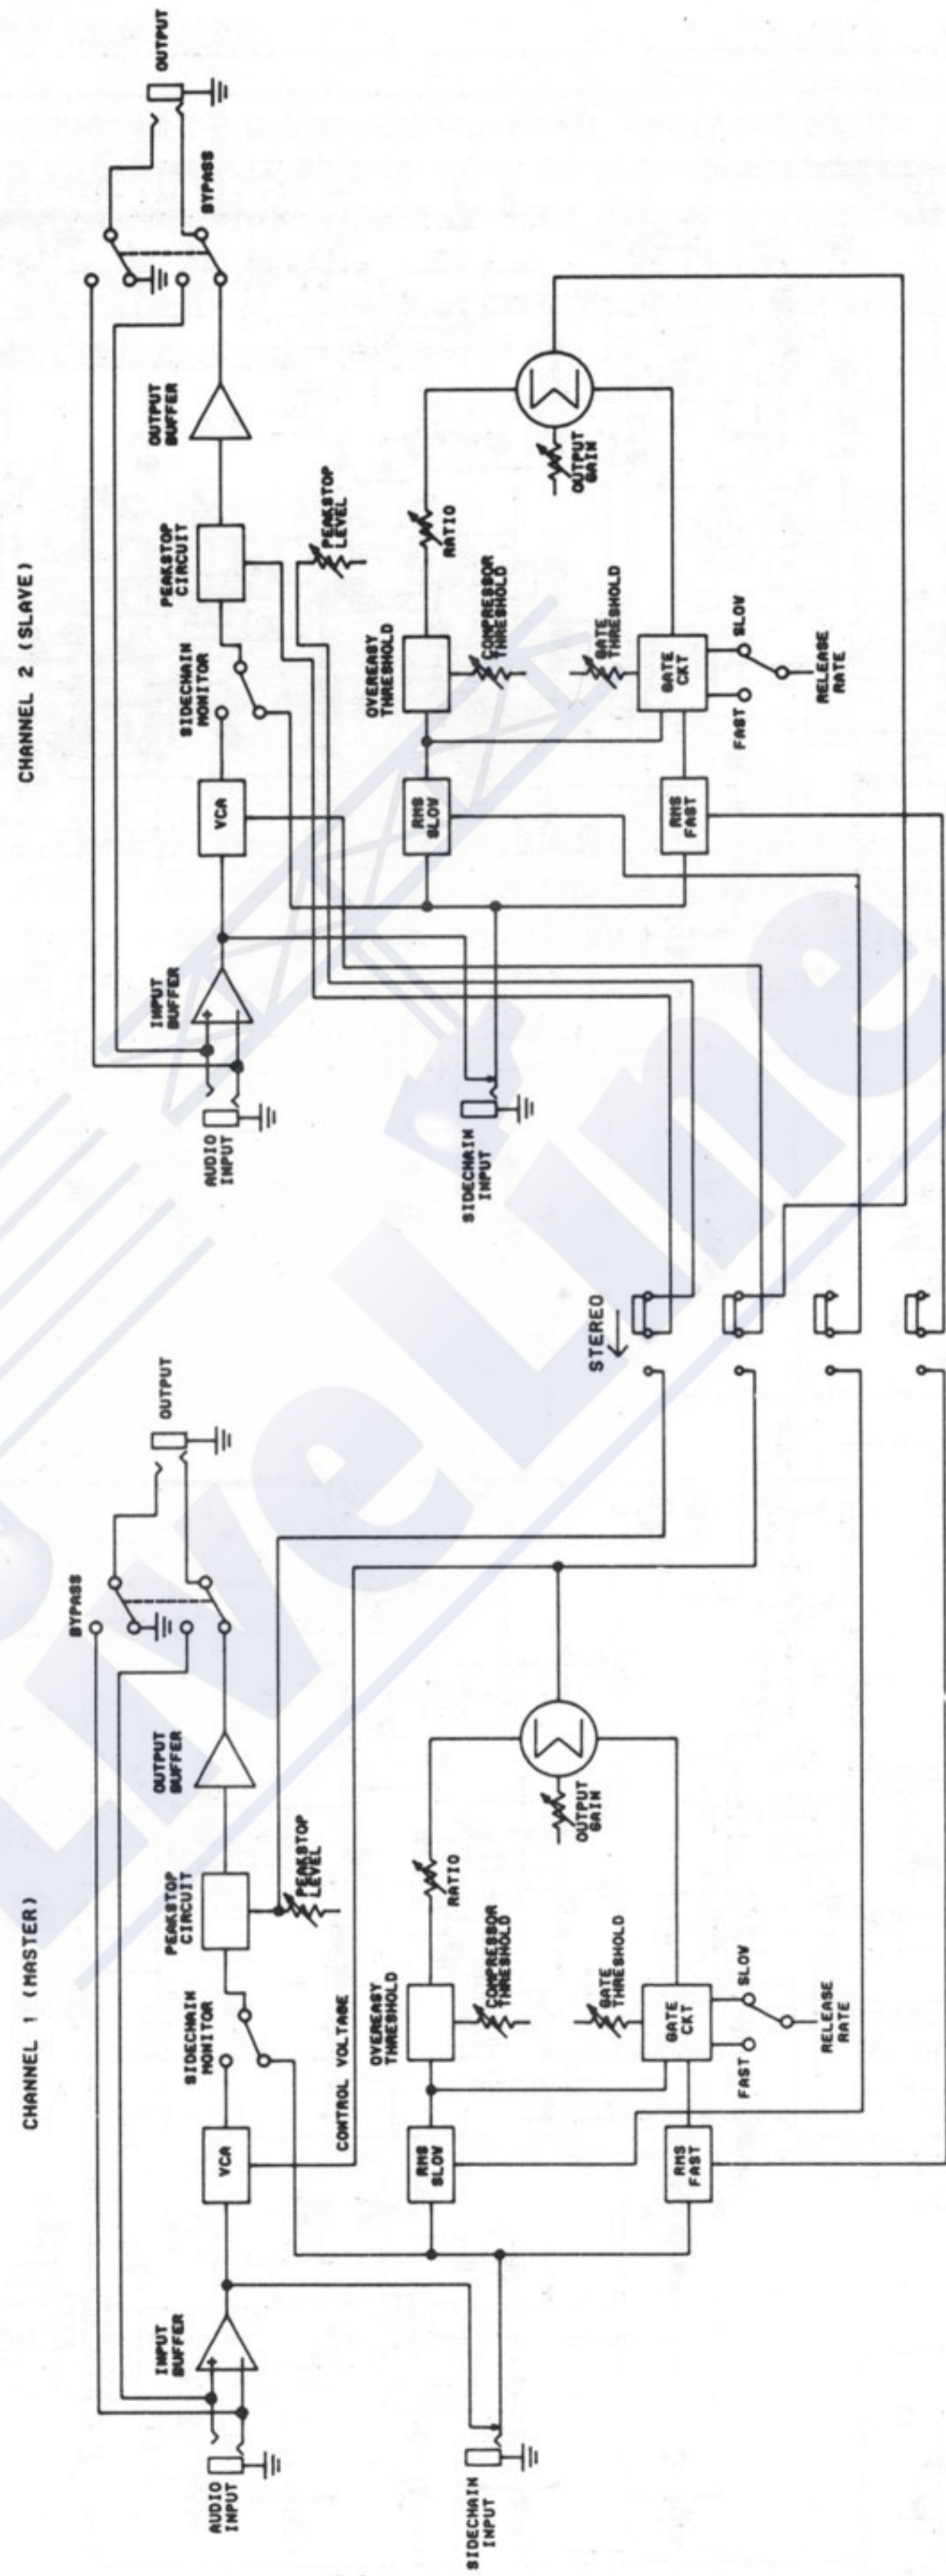 CHANNEL 1 (MASTER)
BYPASS
OUTPUT
INPUT
BUFFER
+
AUDIO
INPUT
VCA
SIDECHAIN
MONITOR
PEAKSTOP
CIRCUIT
OUTPUT
BUFFER
PEAKSTOP
LEVEL
CONTROL VOLTAGE
SIDECHAIN
INPUT
RMS
SLOW
OVEREASY
THRESHOLD
COMPRESSOR
THRESHOLD
RATIO
OUTPUT
GAIN
Σ
GATE
THRESHOLD
RMS
FAST
GATE
CKT
FAST
SLOW
RELEASE
RATE
STEREO
CHANNEL 2 (SLAVE)
BYPASS
OUTPUT
INPUT
BUFFER
+
AUDIO
INPUT
VCA
SIDECHAIN
MONITOR
PEAKSTOP
CIRCUIT
OUTPUT
BUFFER
PEAKSTOP
LEVEL
SIDECHAIN
INPUT
RMS
SLOW
OVEREASY
THRESHOLD
COMPRESSOR
THRESHOLD
RATIO
OUTPUT
GAIN
Σ
GATE
THRESHOLD
RMS
FAST
GATE
CKT
FAST
SLOW
RELEASE
RATE
LiveLine